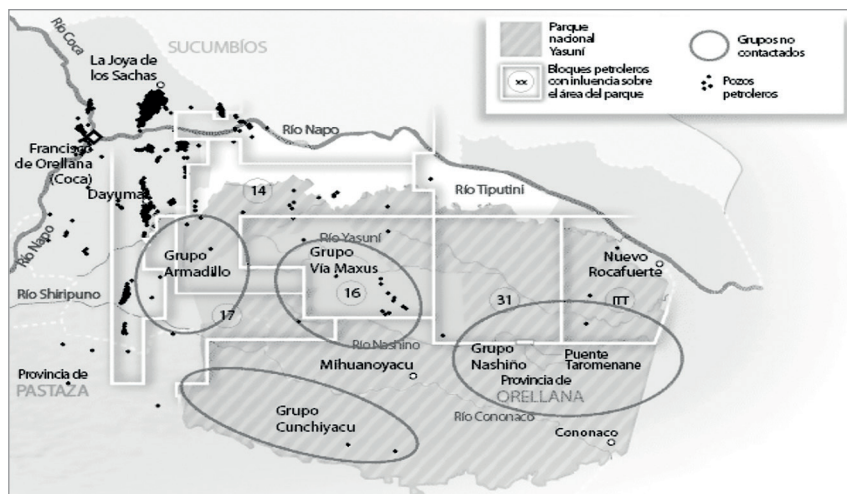 Río Coca
SUCUMBÍOS
La Joya de
los Sachas
Parque
nacional
Yasuní
Grupos no
contactados
xx
Bloques petroleros
con influencia sobre
el área del parque
Pozos
petroleros
Río Napo
Francisco
de Orellana
(Coca)
Dayuma
14
Río Tiputini
Río Napo
Río Yasuní
Grupo
Armadillo
Grupo
Vía Maxus
Nuevo
Rocafuerte
Río Shiripuno
16
31
ITT
17
Río Nashino
Grupo
Nashiño
Puente
Taromenane
Mihuanoyacu
Provincia de
PASTAZA
Provincia de
ORELLANA
Grupo
Cunchiyacu
Río Cononaco
Cononaco